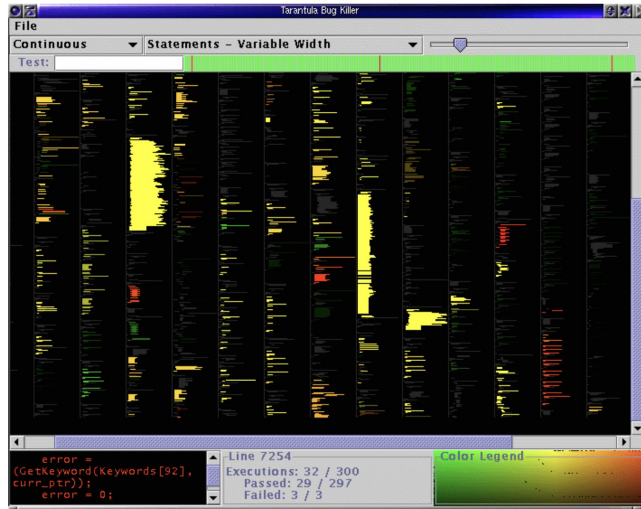 Tarantula Bug Killer
File
Continuous
Statements - Variable Width
Test:
error =
(GetKeyword(Keywords[92],
curr_ptr));
error = 0;
Line 7254
Executions: 32 / 300
Passed: 29 / 297
Failed: 3 / 3
Color Legend